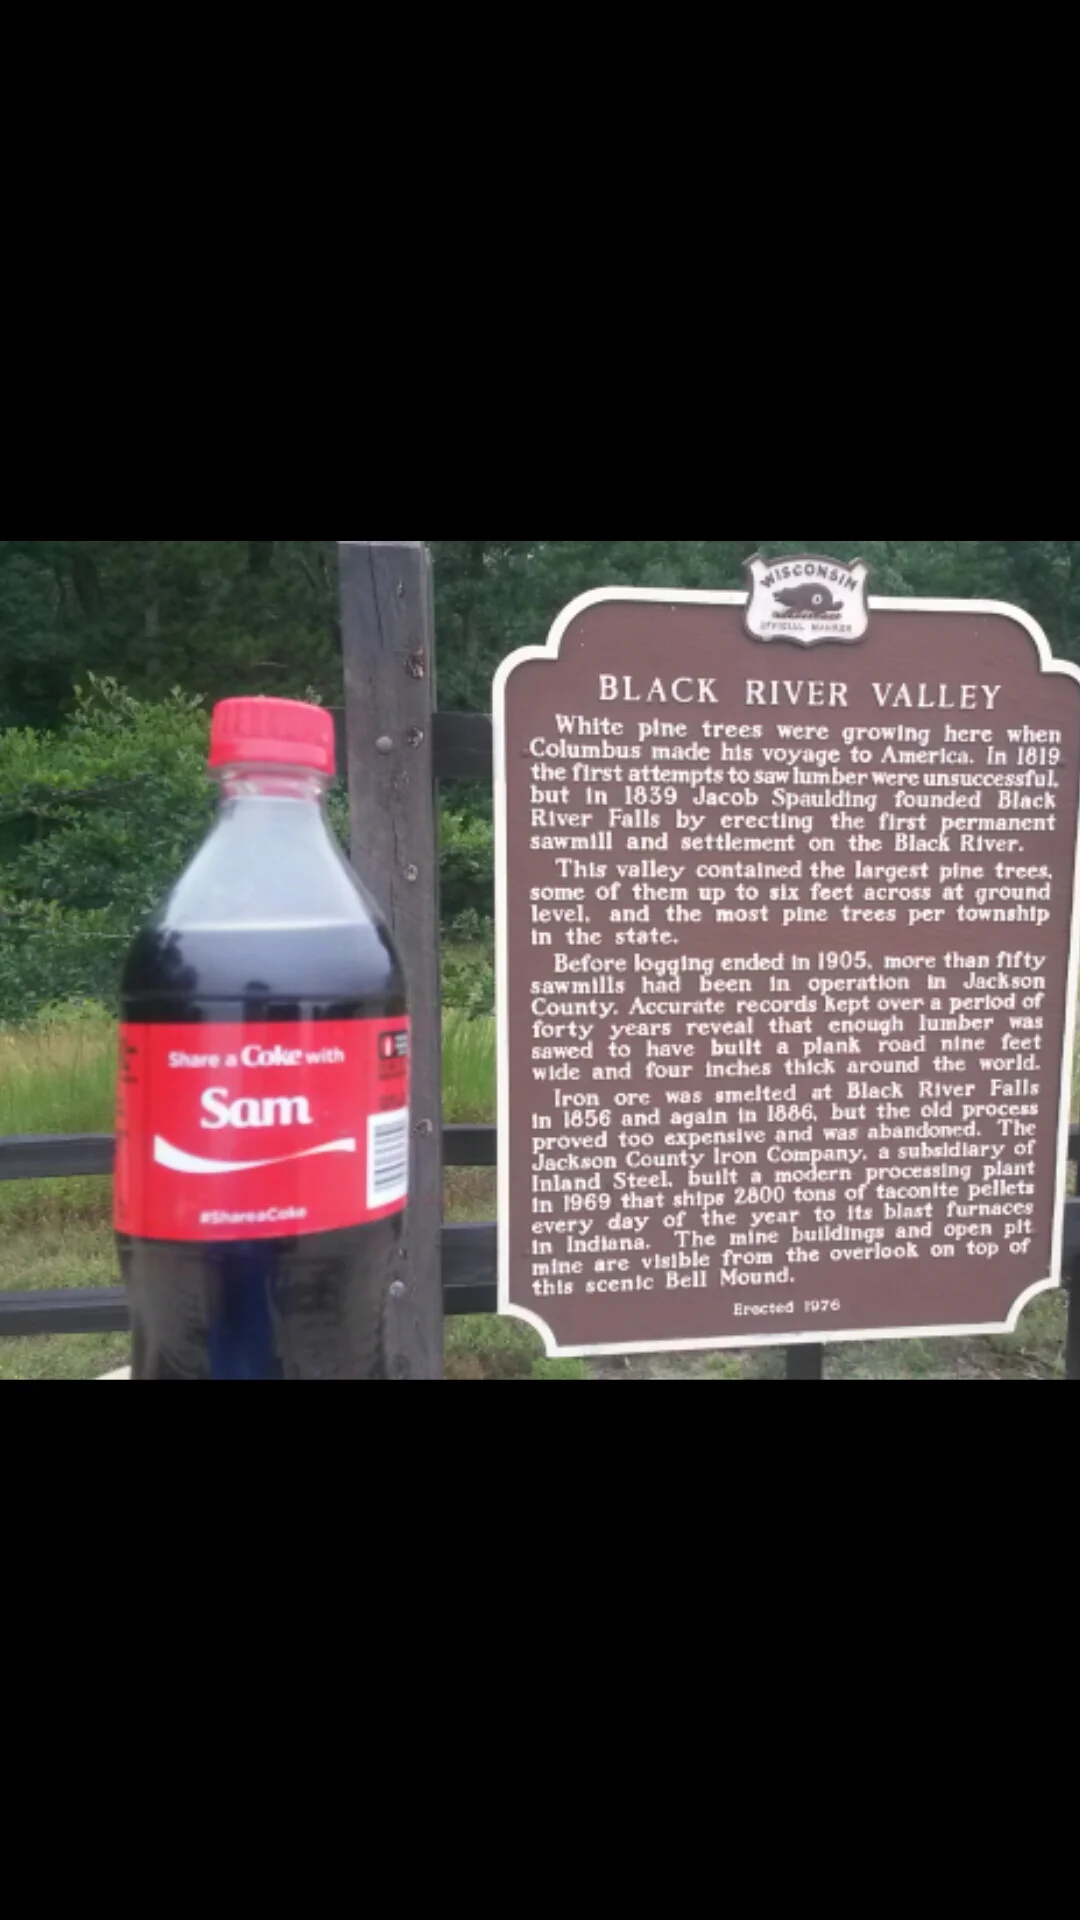 WISCONSIN
OFFICIAL MARKER
BLACK RIVER VALLEY
White pine trees were growing here when
Columbus made his voyage to America. In 1819
the first attempts to saw lumber were unsuccessful,
but in 1839 Jacob Spaulding founded Black
River Falls by erecting the first permanent
sawmill and settlement on the Black River.
This valley contained the largest pine trees,
some of them up to six feet across at ground
level, and the most pine trees per township
in the state.
Before logging ended in 1905, more than fifty
sawmills had been in operation in Jackson
County. Accurate records kept over a period of
forty years reveal that enough lumber was
sawed to have built a plank road nine feet
wide and four inches thick around the world.
Iron ore was smelted at Black River Falls
in 1856 and again in 1886, but the old process
proved too expensive and was abandoned. The
Jackson County Iron Company, a subsidiary of
Inland Steel, built a modern processing plant
in 1969 that ships 2800 tons of taconite pellets
every day of the year to its blast furnaces
in Indiana. The mine buildings and open pit
mine are visible from the overlook on top of
this scenic Bell Mound.
Erected 1976
Share a Coke with
Sam
#ShareaCoke